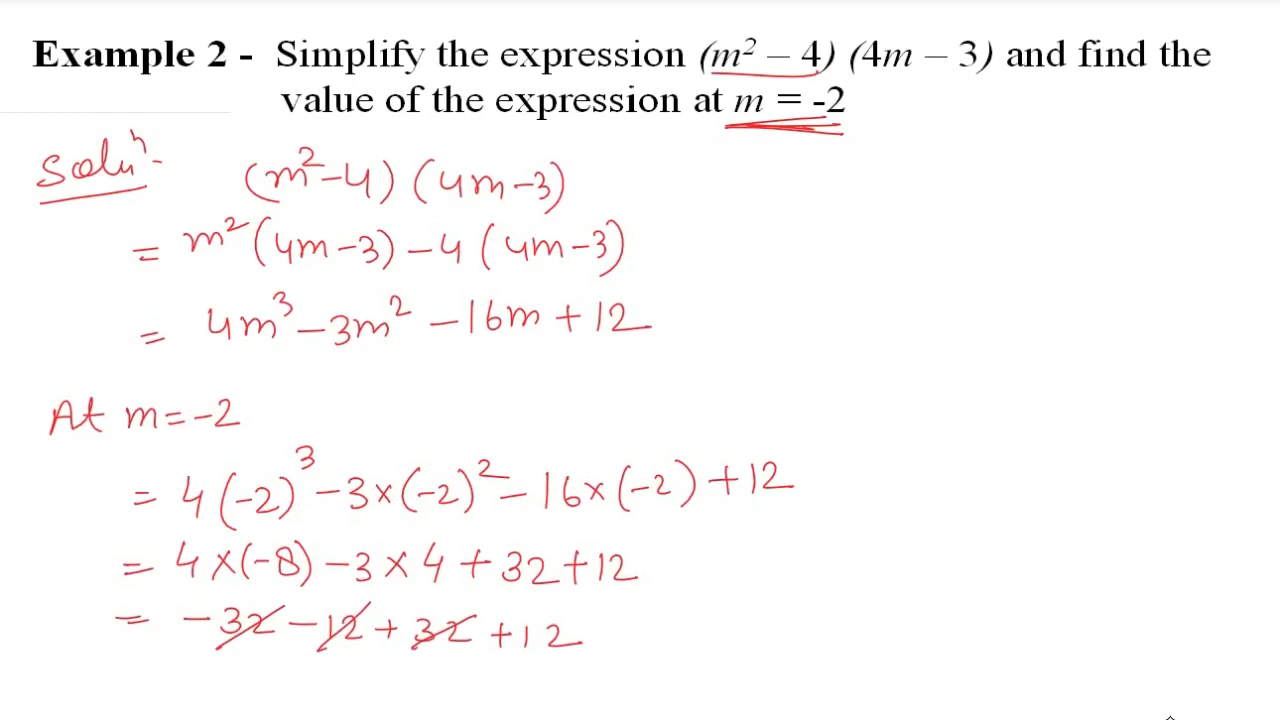 Example 2 - Simplify the expression (m² – 4) (4m – 3) and find the
value of the expression at m = -2
Soluⁿ-
(m²-4) (4m-3)
= m²(4m-3) -4 (4m-3)
= 4m³-3m² -16m+12
At m=-2
= 4(-2)³-3×(-2)²-16×(-2)+12
= 4×(-8)-3×4+32+12
= -32-12+32+12